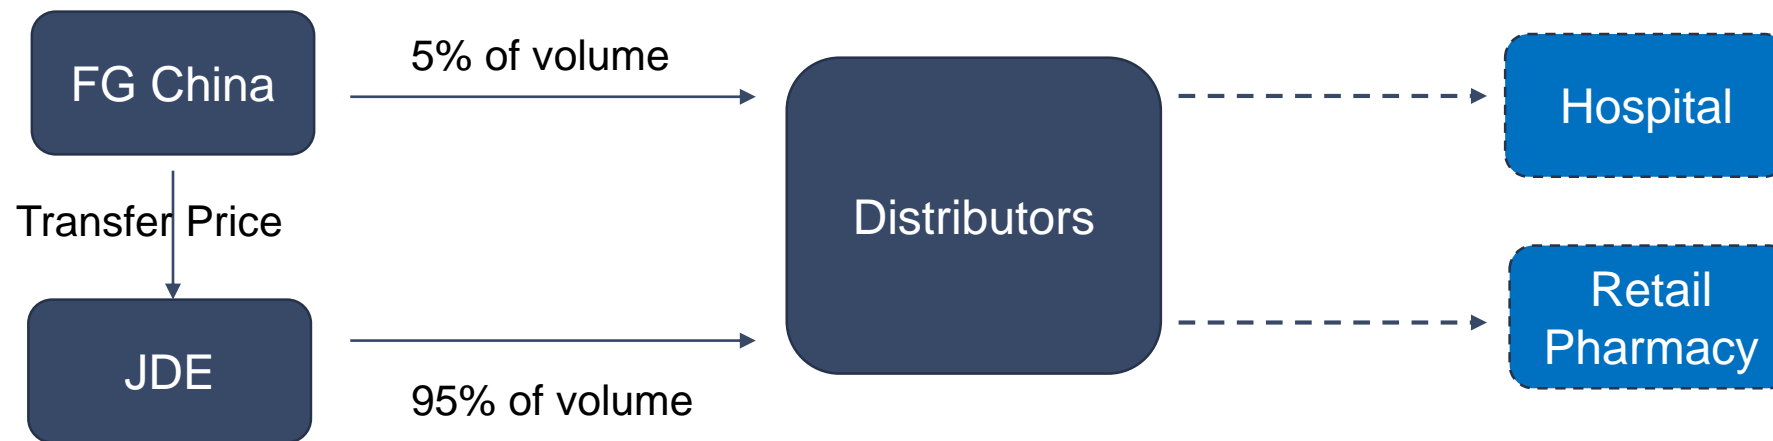 FG China
5% of volume
Hospital
Transfer Price
Distributors
JDE
95% of volume
Retail
Pharmacy